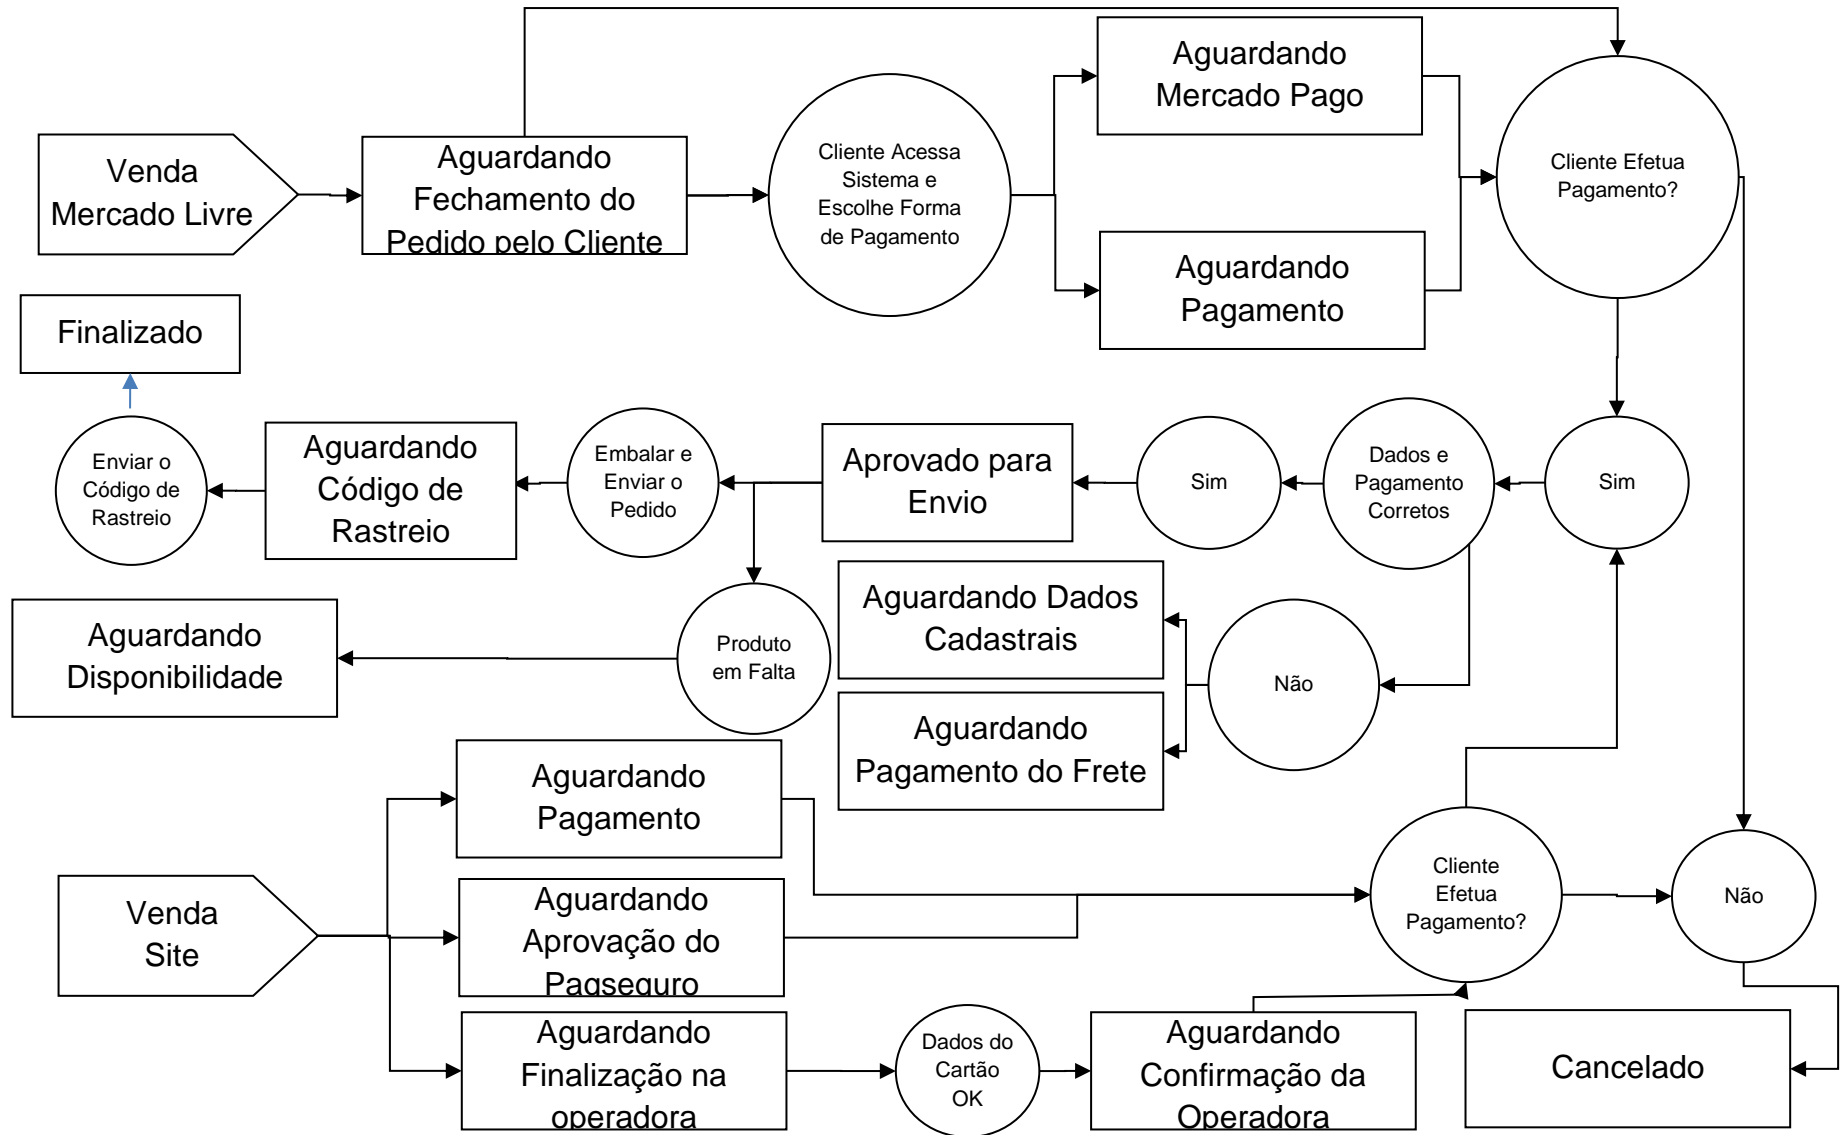 Venda
Mercado Livre
Aguardando
Fechamento do
Pedido pelo Cliente
Cliente Acessa
Sistema e
Escolhe Forma
de Pagamento
Aguardando
Mercado Pago
Aguardando
Pagamento
Cliente Efetua
Pagamento?
Finalizado
Enviar o
Código de
Rastreio
Aguardando
Código de
Rastreio
Embalar e
Enviar o
Pedido
Aprovado para
Envio
Sim
Dados e
Pagamento
Corretos
Sim
Aguardando
Disponibilidade
Produto
em Falta
Aguardando Dados
Cadastrais
Aguardando
Pagamento do Frete
Não
Aguardando
Pagamento
Venda
Site
Aguardando
Aprovação do
Pagseguro
Aguardando
Finalização na
operadora
Dados do
Cartão
OK
Aguardando
Confirmação da
Operadora
Cliente
Efetua
Pagamento?
Não
Cancelado